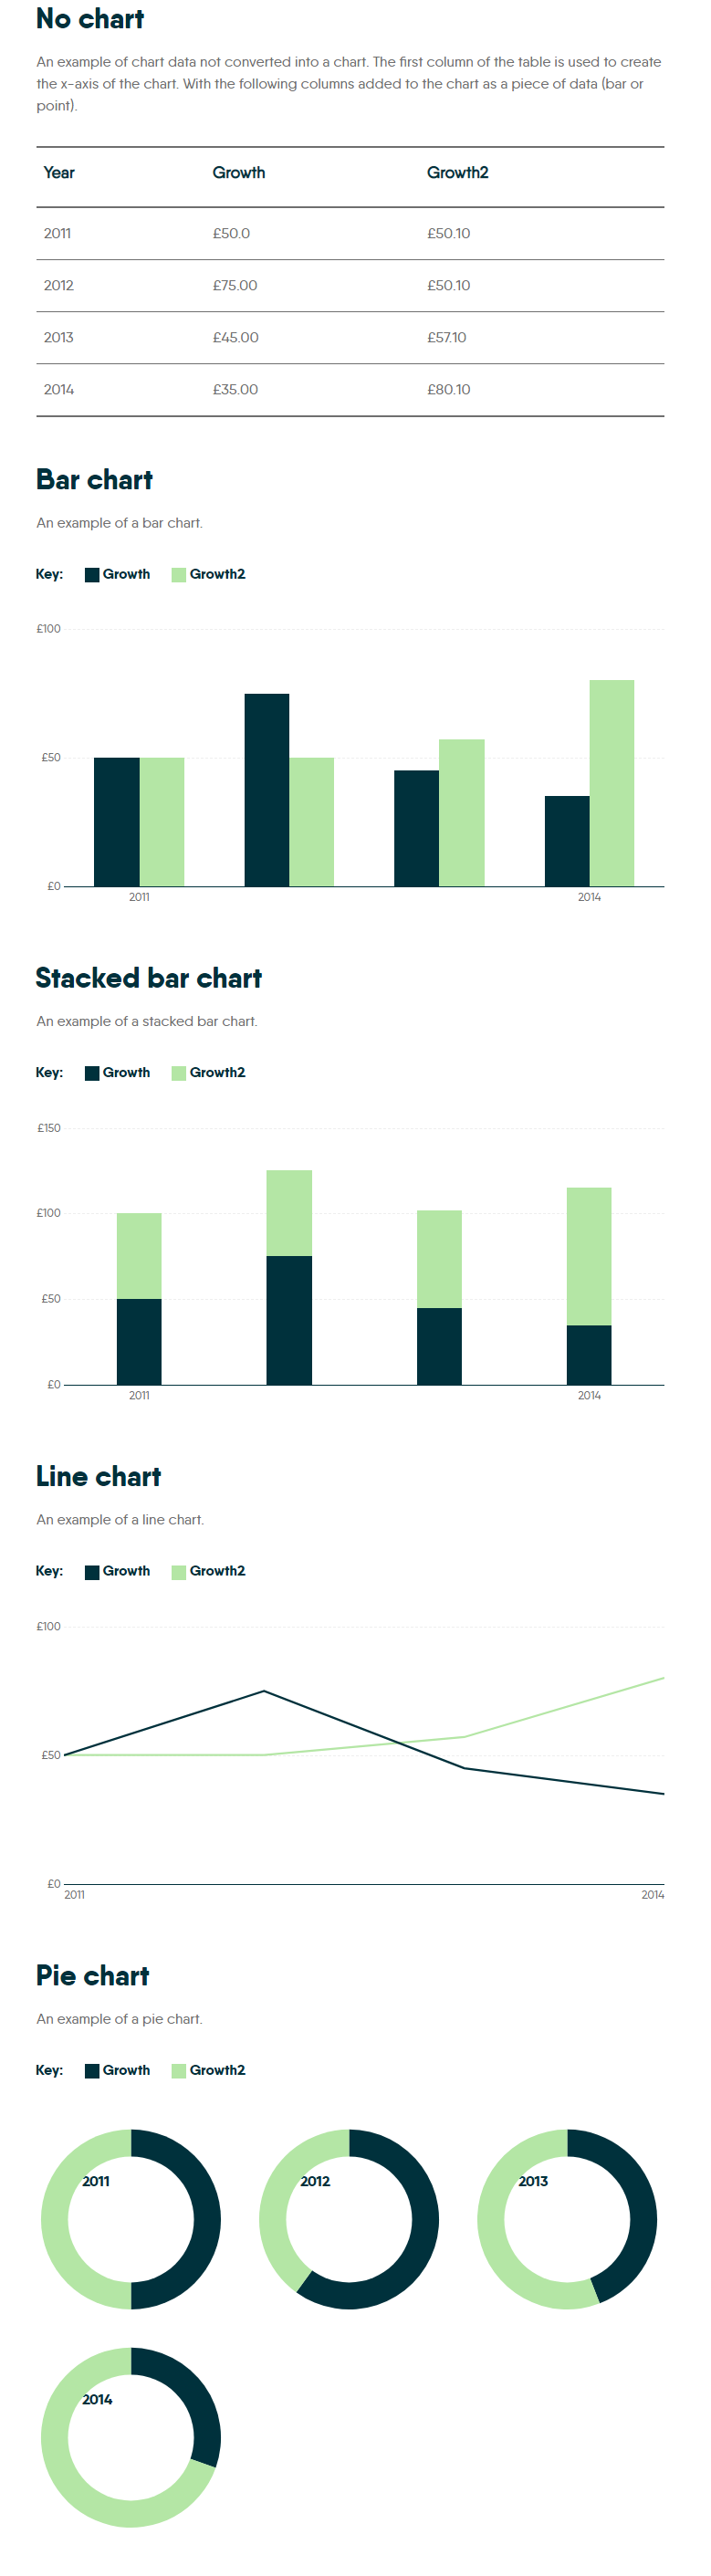 No chart
An example of chart data not converted into a chart. The first column of the table is used to create
the x-axis of the chart. With the following columns added to the chart as a piece of data (bar or
point).
Year Growth Growth2
2011 £50.0 £50.10
2012 £75.00 £50.10
2013 £45.00 £57.10
2014 £35.00 £80.10
Bar chart
An example of a bar chart.
Key: Growth Growth2
£100
£50
£0
2011 2014
Stacked bar chart
An example of a stacked bar chart.
Key: Growth Growth2
£150
£100
£50
£0
2011 2014
Line chart
An example of a line chart.
Key: Growth Growth2
£100
£50
£0
2011 2014
Pie chart
An example of a pie chart.
Key: Growth Growth2
2011 2012 2013
2014